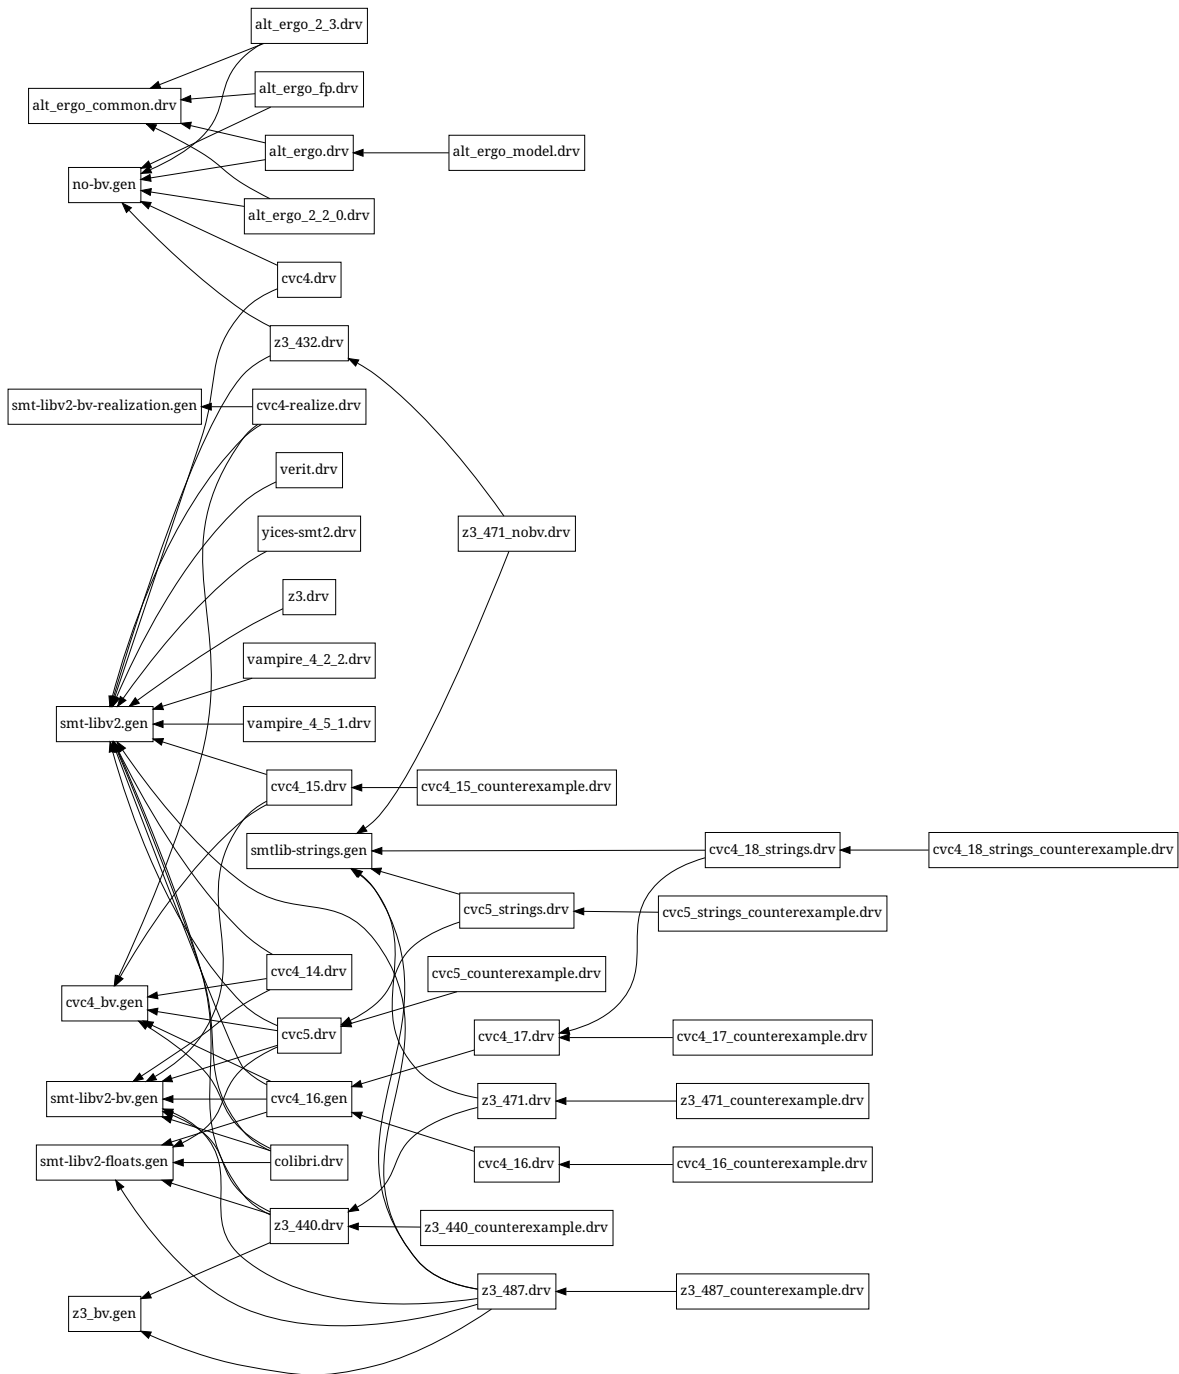 alt_ergo_2_3.drv
alt_ergo_fp.drv
alt_ergo_common.drv
alt_ergo.drv
alt_ergo_model.drv
no-bv.gen
alt_ergo_2_2_0.drv
cvc4.drv
z3_432.drv
smt-libv2-bv-realization.gen
cvc4-realize.drv
verit.drv
yices-smt2.drv
z3_471_nobv.drv
z3.drv
vampire_4_2_2.drv
smt-libv2.gen
vampire_4_5_1.drv
cvc4_15.drv
cvc4_15_counterexample.drv
smtlib-strings.gen
cvc4_18_strings.drv
cvc4_18_strings_counterexample.drv
cvc5_strings.drv
cvc5_strings_counterexample.drv
cvc4_14.drv
cvc5_counterexample.drv
cvc4_bv.gen
cvc5.drv
cvc4_17.drv
cvc4_17_counterexample.drv
smt-libv2-bv.gen
cvc4_16.gen
z3_471.drv
z3_471_counterexample.drv
smt-libv2-floats.gen
colibri.drv
cvc4_16.drv
cvc4_16_counterexample.drv
z3_440.drv
z3_440_counterexample.drv
z3_487.drv
z3_487_counterexample.drv
z3_bv.gen